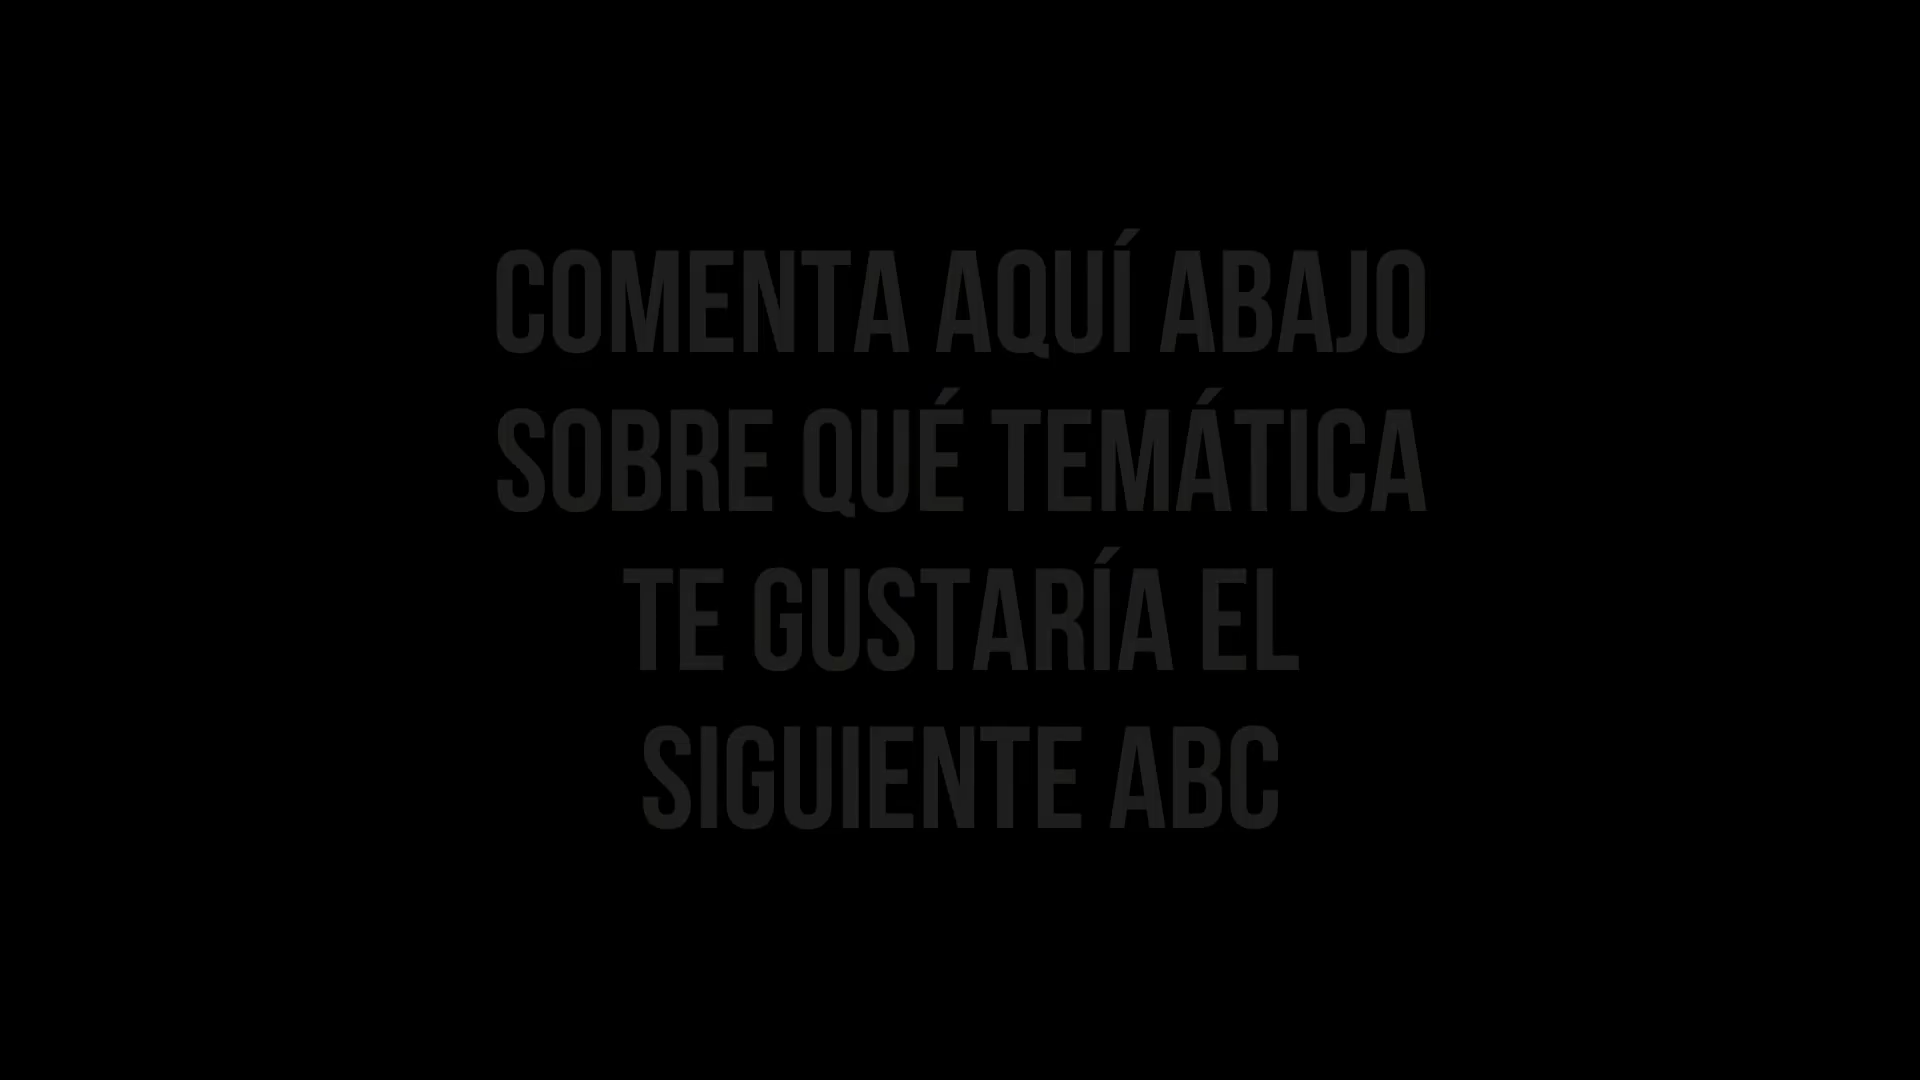 COMENTA AQUÍ ABAJO
SOBRE QUÉ TEMÁTICA
TE GUSTARÍA EL
SIGUIENTE ABC